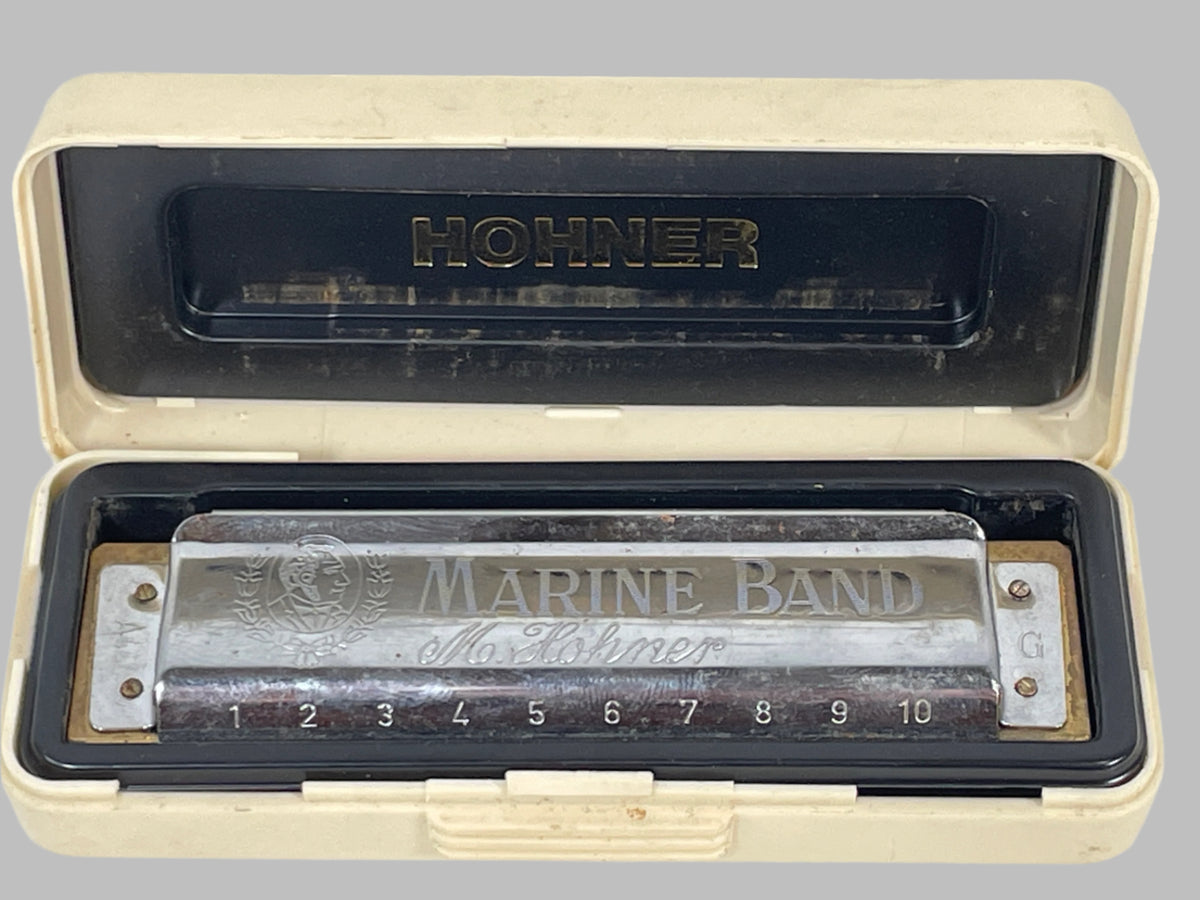 HOHNER
MARINE BAND
M. Hohner
G
1 2 3 4 5 6 7 8 9 10